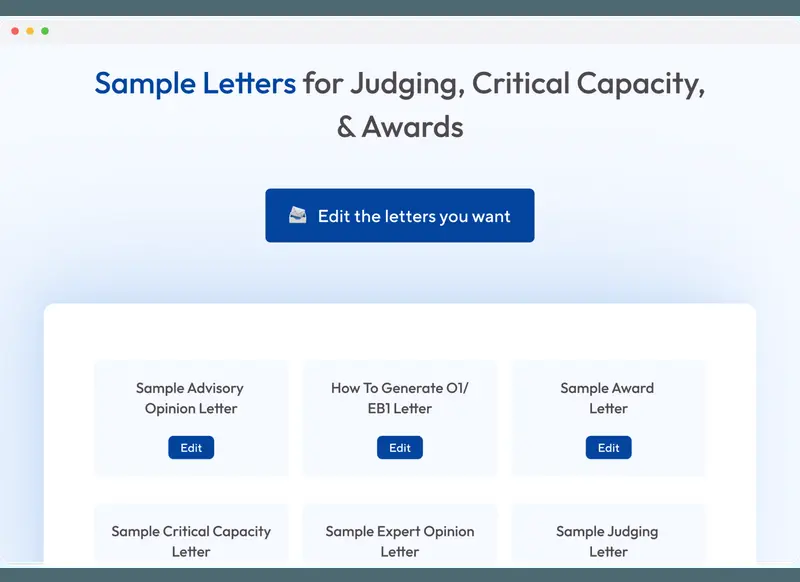 Sample Letters for Judging, Critical Capacity,
& Awards
Edit the letters you want
Sample Advisory
Opinion Letter
Edit
How To Generate O1/
EB1 Letter
Edit
Sample Award
Letter
Edit
Sample Critical Capacity
Letter
Sample Expert Opinion
Letter
Sample Judging
Letter